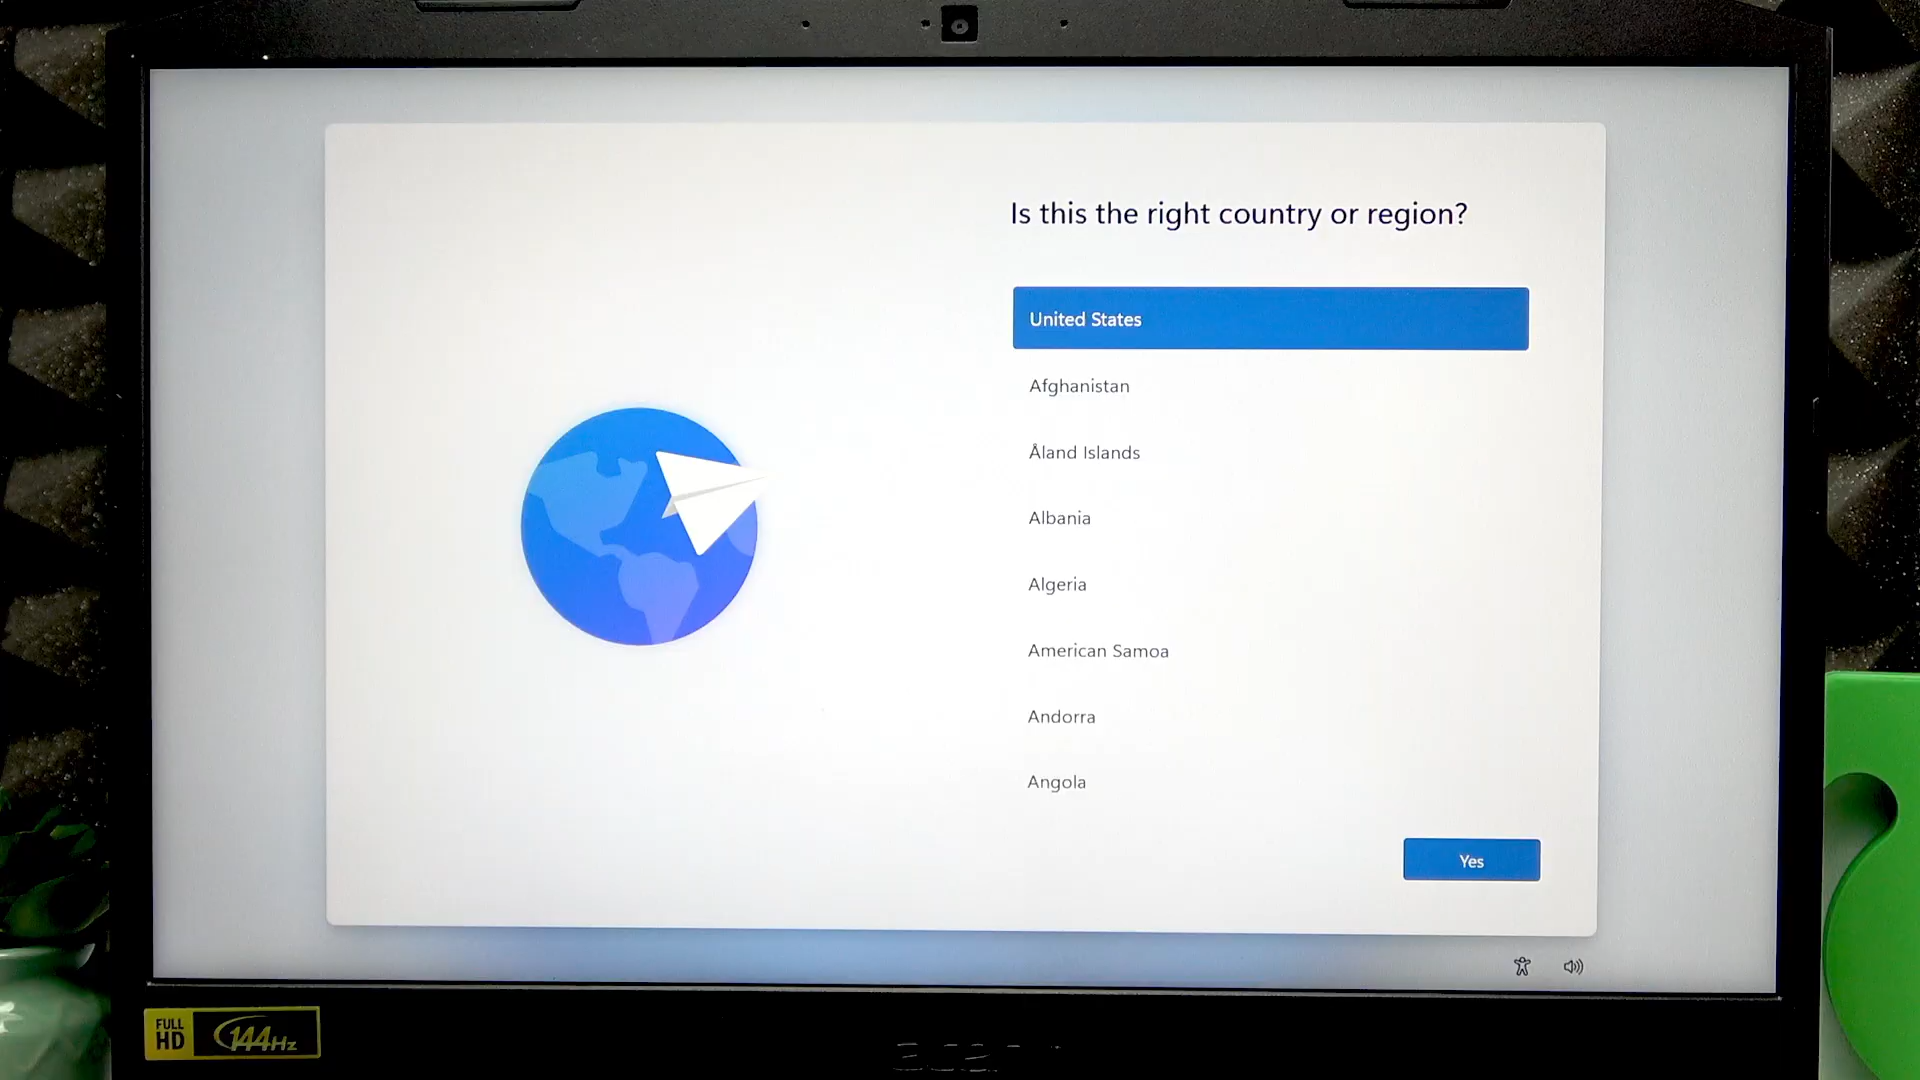 Is this the right country or region?
United States
Afghanistan
Åland Islands
Albania
Algeria
American Samoa
Andorra
Angola
Yes
FULL HD 144Hz
acer